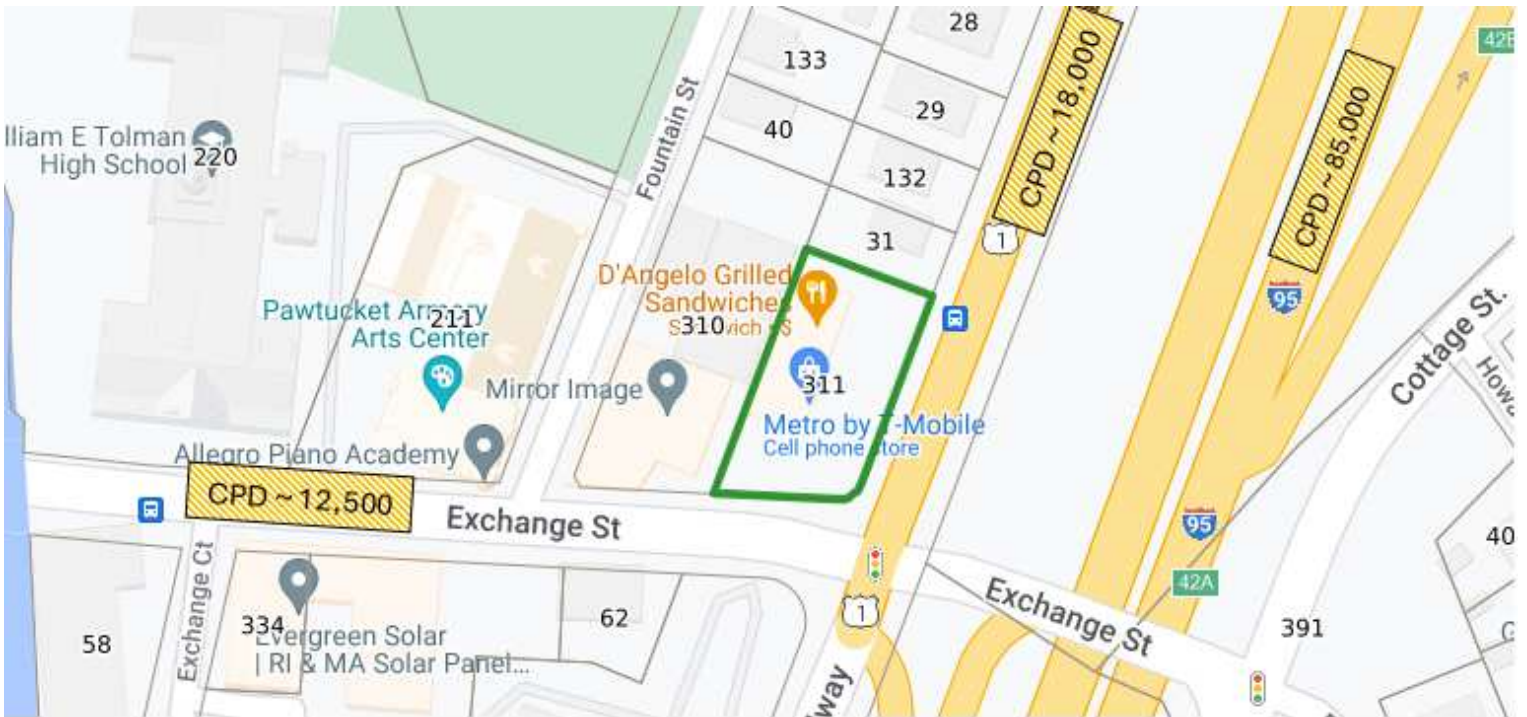 28
CPD ~ 18,000
42E
133
29
40
CPD ~ 85,000
lliam E Tolman
High School
220
Fountain St
132
1
31
95
D'Angelo Grilled
Sandwiches
310
Pawtucket Armory
Arts Center
211
Cottage St.
Mirror Image
311
Metro by T-Mobile
Cell phone store
Allegro Piano Academy
CPD ~ 12,500
Exchange St
95
40
42A
Exchange Ct
1
Exchange St
62
391
334
58
Evergreen Solar
| RI & MA Solar Panel...